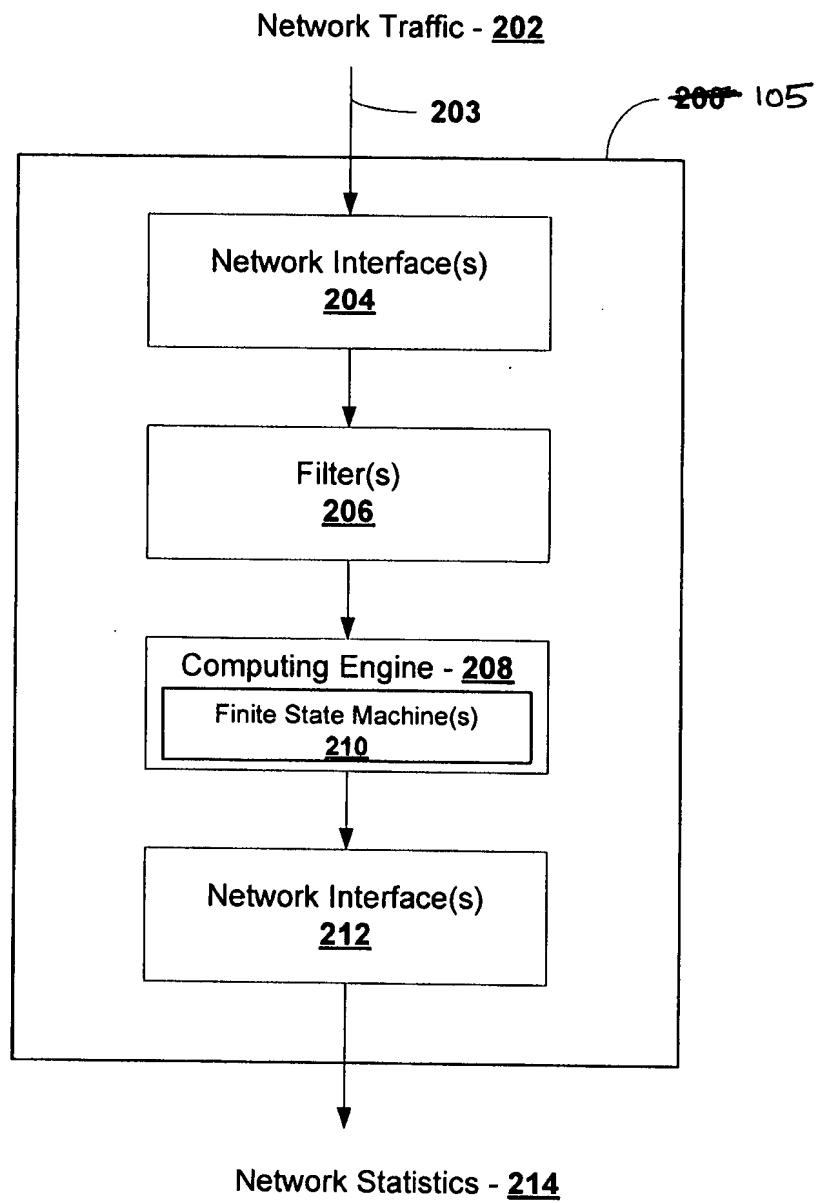 Network Traffic - 202
203
200 105
Network Interface(s)
204
Filter(s)
206
Computing Engine - 208
Finite State Machine(s)
210
Network Interface(s)
212
Network Statistics - 214